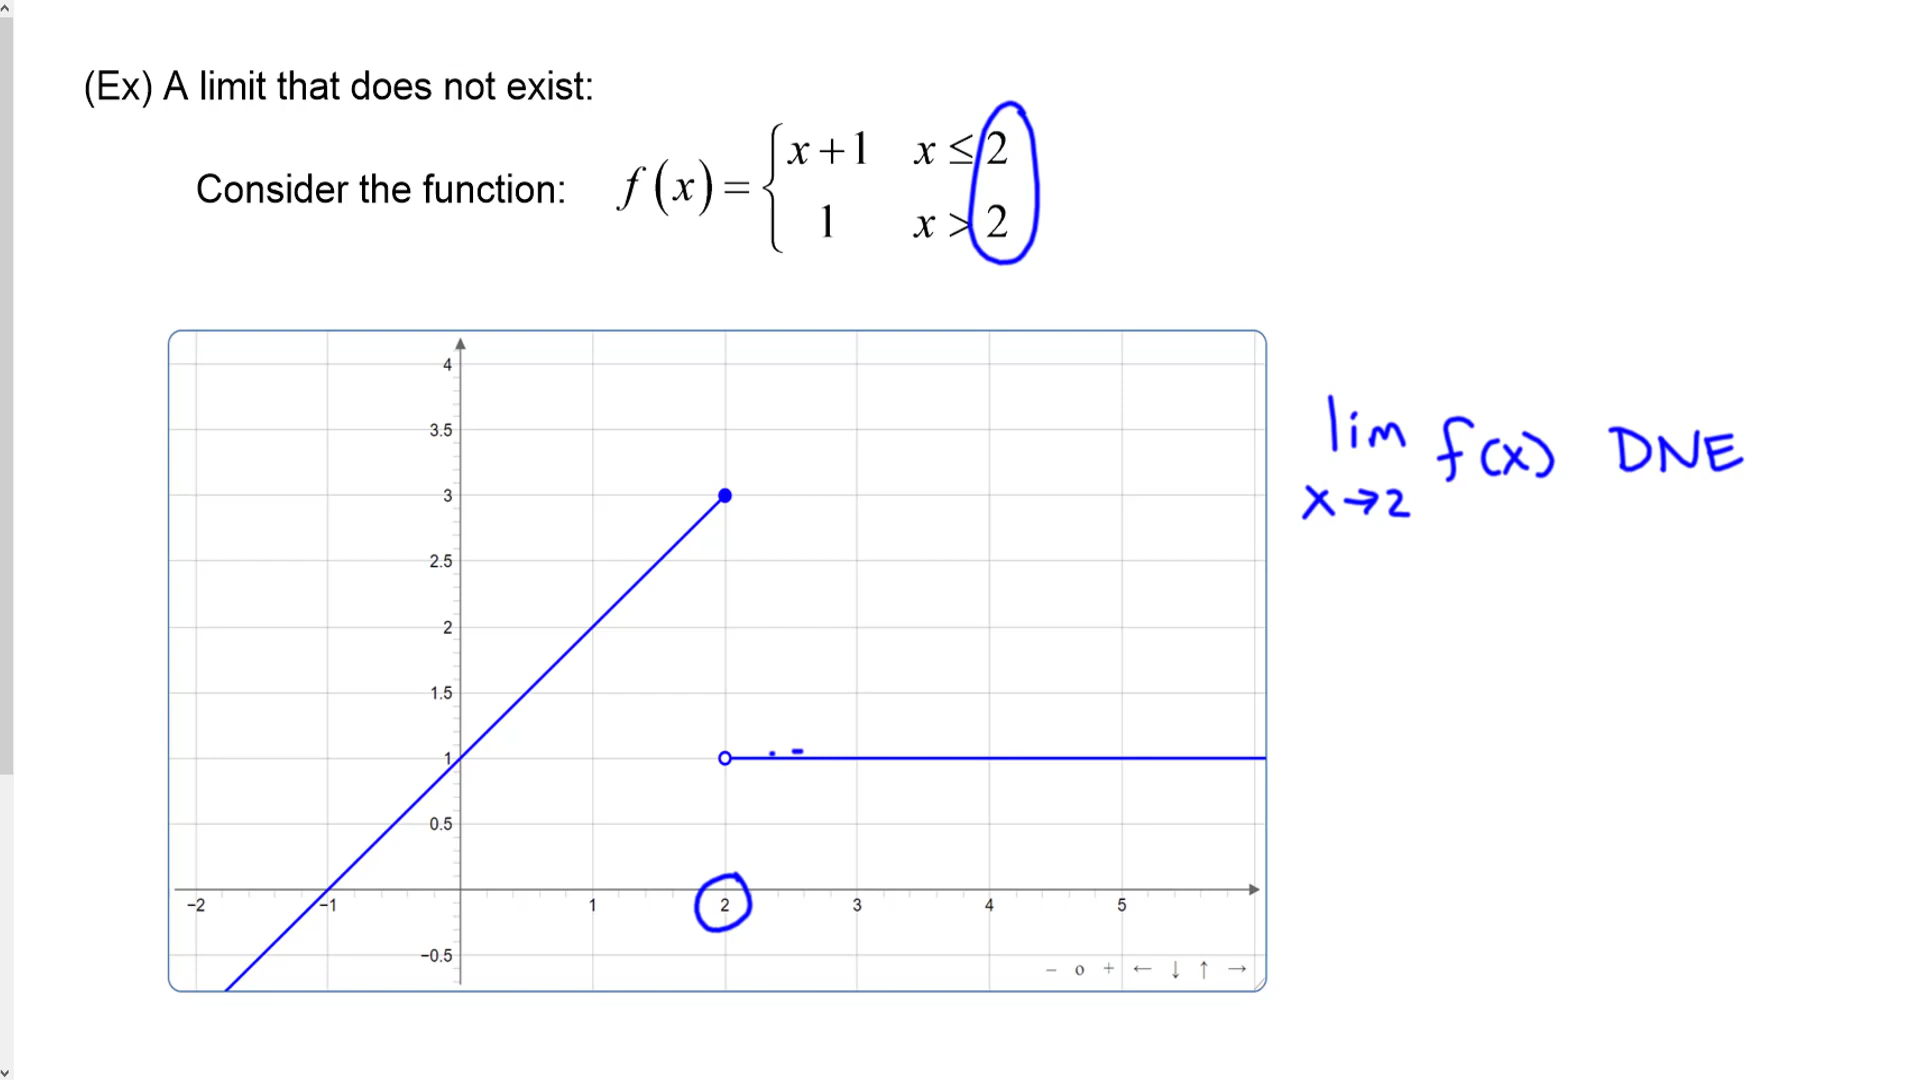 (Ex) A limit that does not exist:
Consider the function: f(x) = { x+1 x ≤ 2
1 x > 2
4
3.5
3
2.5
2
1.5
1
0.5
−2 −1 1 2 3 4 5
−0.5
− o + ← ↓ ↑ →
lim f(x) DNE
x→2